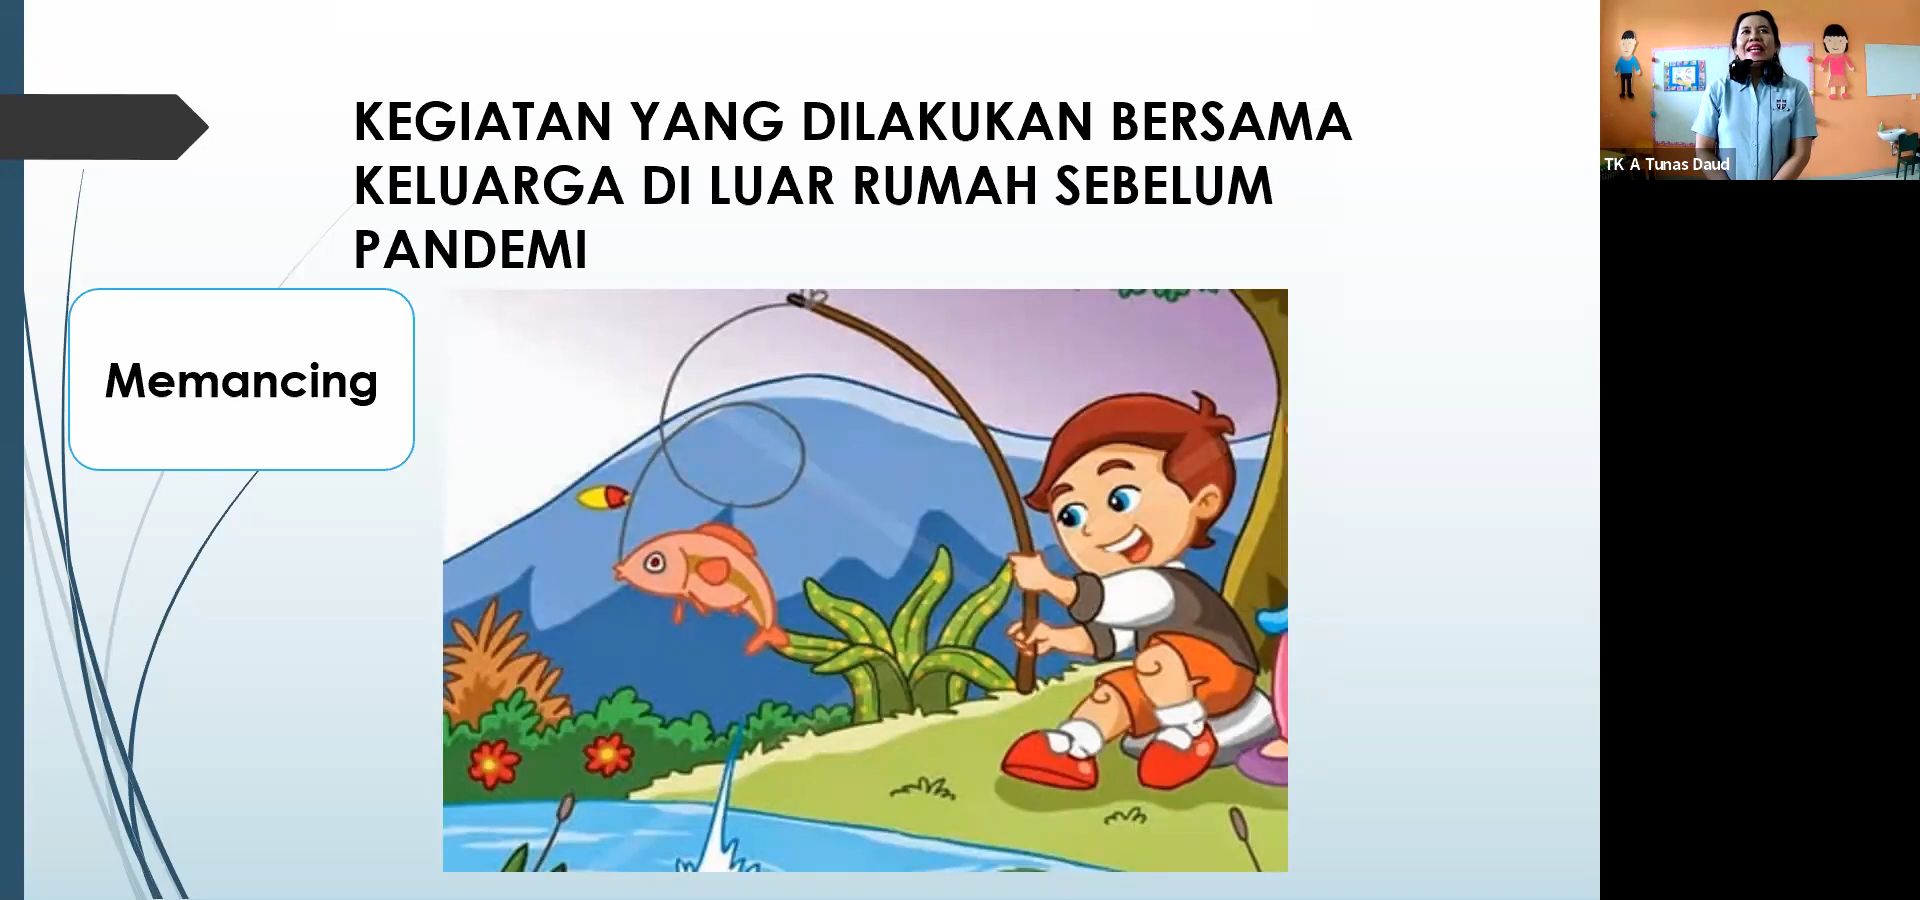 KEGIATAN YANG DILAKUKAN BERSAMA
KELUARGA DI LUAR RUMAH SEBELUM
PANDEMI
Memancing
TK A Tunas Daud